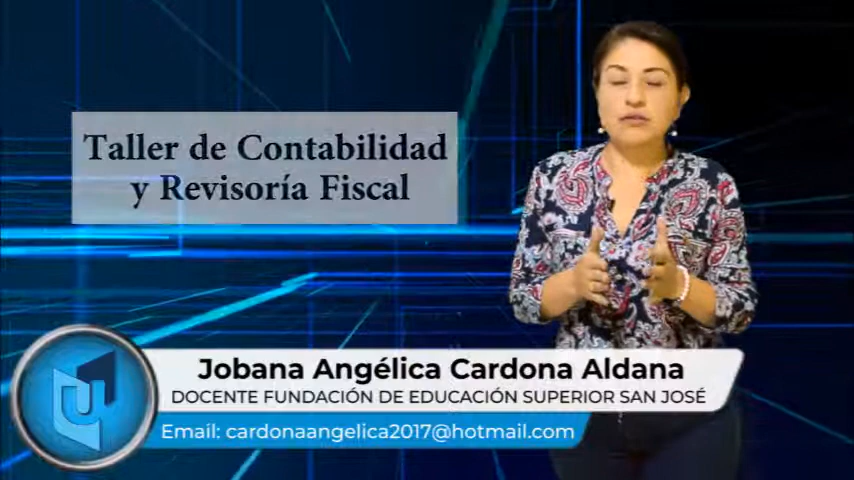 Taller de Contabilidad
y Revisoría Fiscal
Jobana Angélica Cardona Aldana
DOCENTE FUNDACIÓN DE EDUCACIÓN SUPERIOR SAN JOSÉ
Email: cardonaangelica2017@hotmail.com